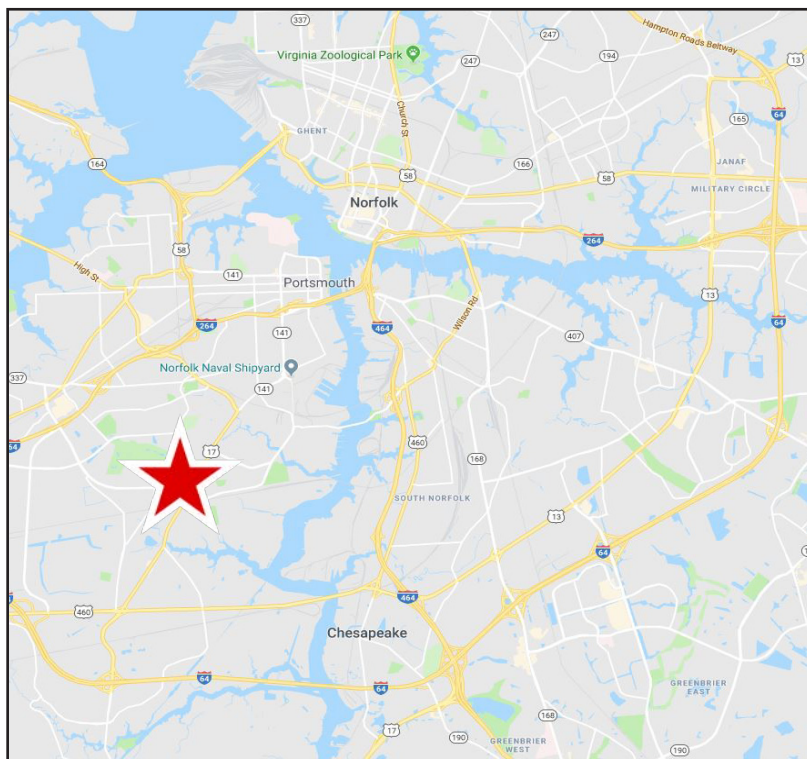 337
Hampton Roads Beltway
Virginia Zoological Park
247
247
194
13
Church St
64
165
GHENT
164
166
JANAF
58
58
MILITARY CIRCLE
Norfolk
58
264
High St
141
Portsmouth
13
264
464
Wilson Rd
64
141
407
Norfolk Naval Shipyard
337
141
64
17
460
168
SOUTH NORFOLK
13
64
464
460
Chesapeake
64
64
GREENBRIER
EAST
168
17
190
GREENBRIER
WEST
190